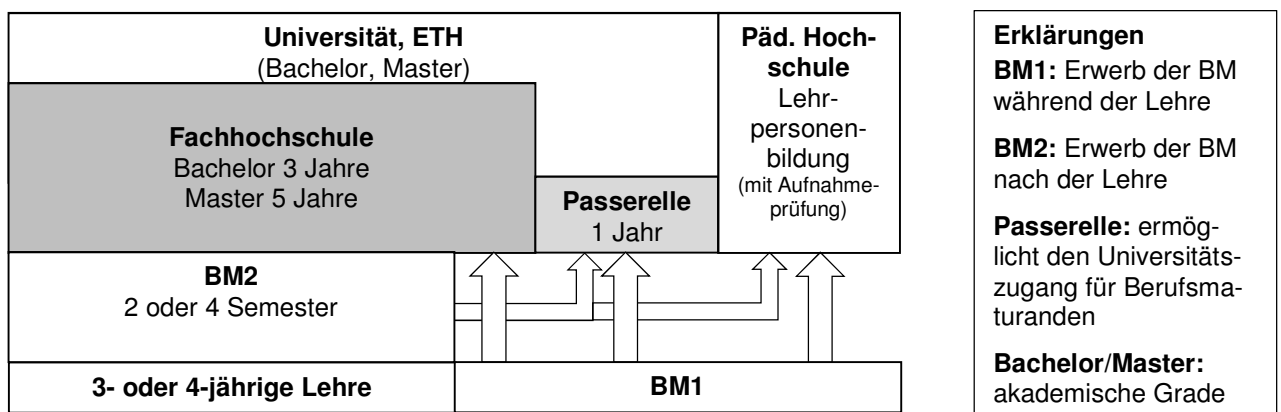 Universität, ETH
(Bachelor, Master)
Päd. Hoch-
schule
Lehr-
personen-
bildung
(mit Aufnahme-
prüfung)
Fachhochschule
Bachelor 3 Jahre
Master 5 Jahre
Passerelle
1 Jahr
BM2
2 oder 4 Semester
3- oder 4-jährige Lehre
BM1
Erklärungen
BM1: Erwerb der BM
während der Lehre
BM2: Erwerb der BM
nach der Lehre
Passerelle: ermög-
licht den Universitäts-
zugang für Berufsma-
turanden
Bachelor/Master:
akademische Grade